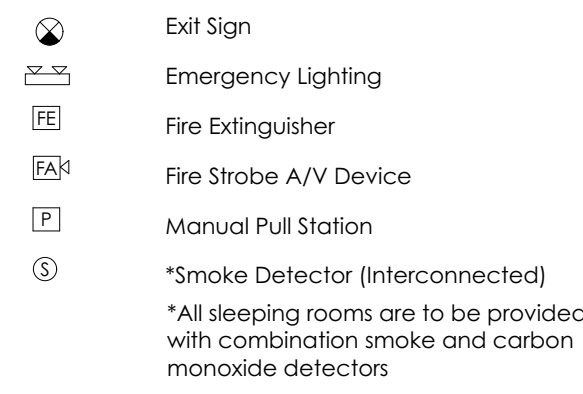 Exit Sign
Emergency Lighting
FE Fire Extinguisher
FA Fire Strobe A/V Device
P Manual Pull Station
S *Smoke Detector (Interconnected)
*All sleeping rooms are to be provided
with combination smoke and carbon
monoxide detectors